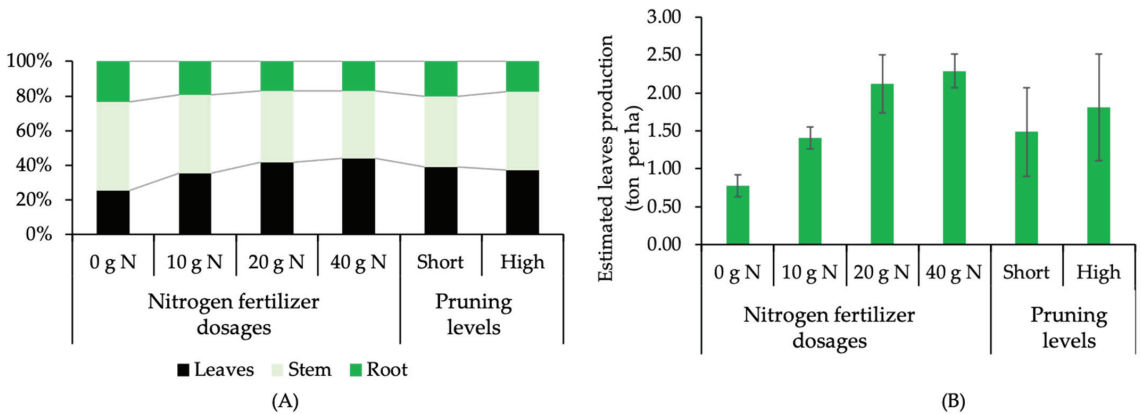 100%
80%
60%
40%
20%
0%
0 g N
10 g N
20 g N
40 g N
Short
High
Nitrogen fertilizer
dosages
Pruning
levels
Leaves
Stem
Root
(A)
Estimated leaves production
(ton per ha)
3.00
2.50
2.00
1.50
1.00
0.50
0.00
0 g N
10 g N
20 g N
40 g N
Short
High
Nitrogen fertilizer
dosages
Pruning
levels
(B)